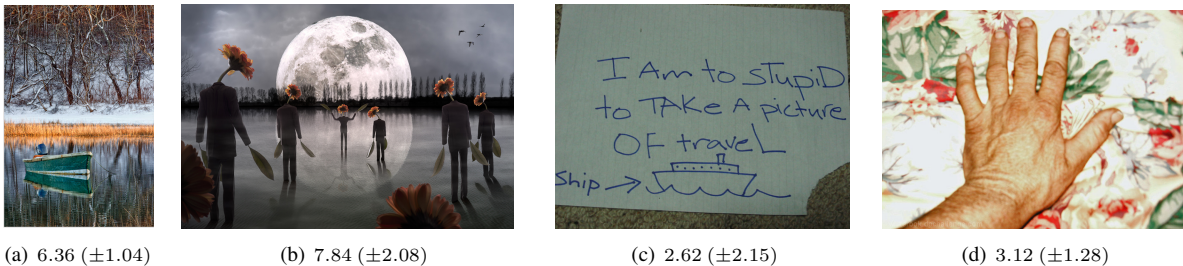 I Am to sTupiD
to TAKe A picture
OF traveL
Ship →
(a) 6.36 (±1.04)
(b) 7.84 (±2.08)
(c) 2.62 (±2.15)
(d) 3.12 (±1.28)